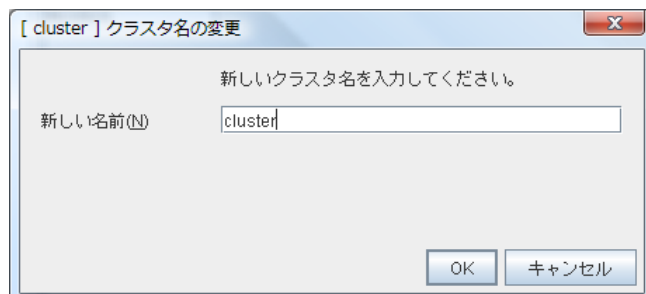 [ cluster ] クラスタ名の変更
新しいクラスタ名を入力してください。
新しい名前(N) cluster
OK キャンセル